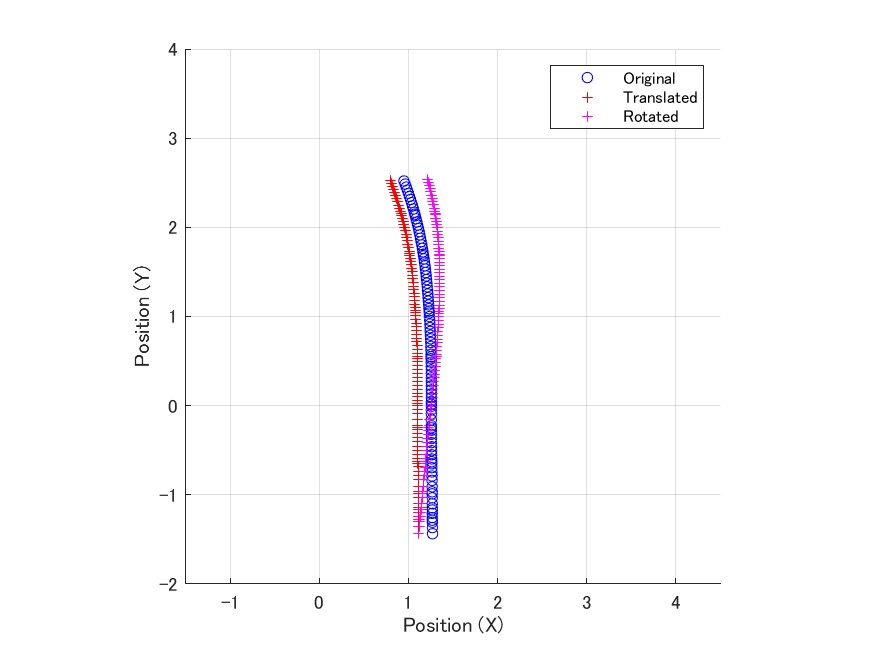 Original
Translated
Rotated
4
3
2
1
0
−1
−2
Position (Y)
−1 0 1 2 3 4
Position (X)